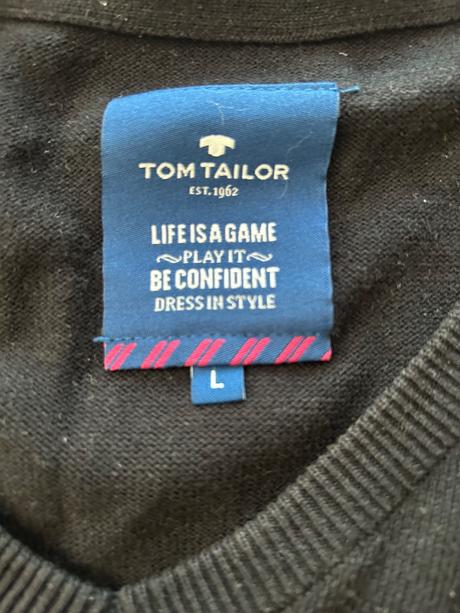 TOM TAILOR
EST. 1962
LIFE IS A GAME
~PLAY IT~
BE CONFIDENT
DRESS IN STYLE
L